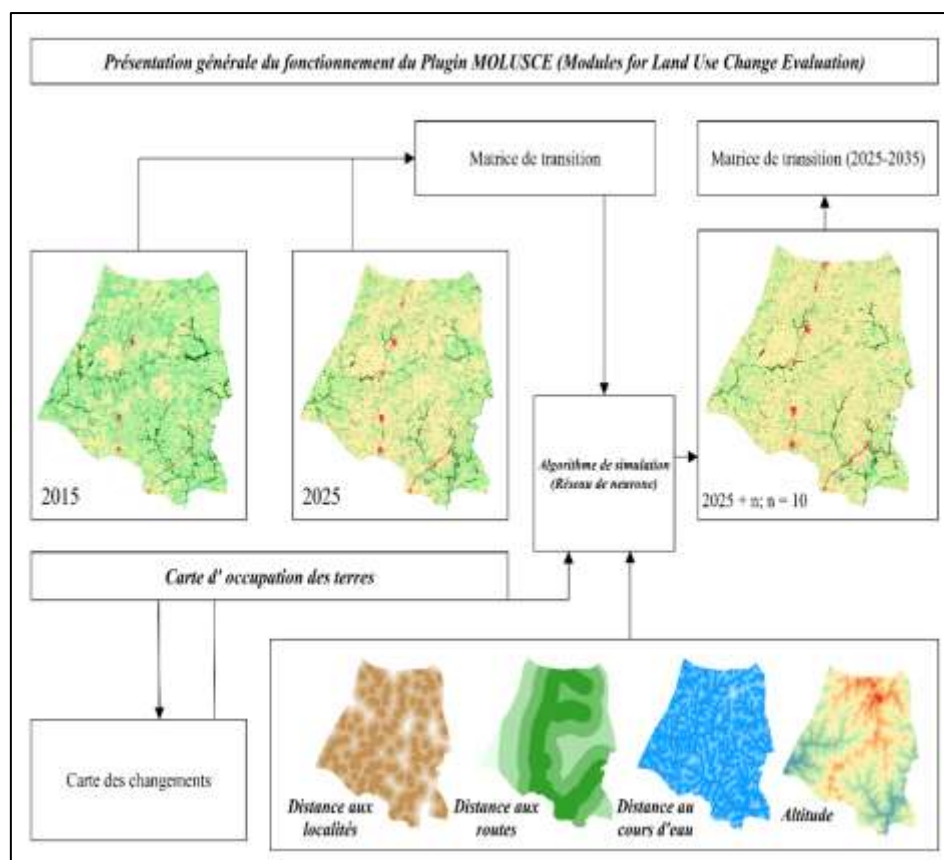 Présentation générale du fonctionnement du Plugin MOLUSCE (Modules for Land Use Change Evaluation)
Matrice de transition
Matrice de transition (2025-2035)
2015
2025
Algorithme de simulation
(Réseau de neurone)
2025 + n; n = 10
Carte d' occupation des terres
Carte des changements
Distance aux
localités
Distance aux
routes
Distance au
cours d'eau
Altitude